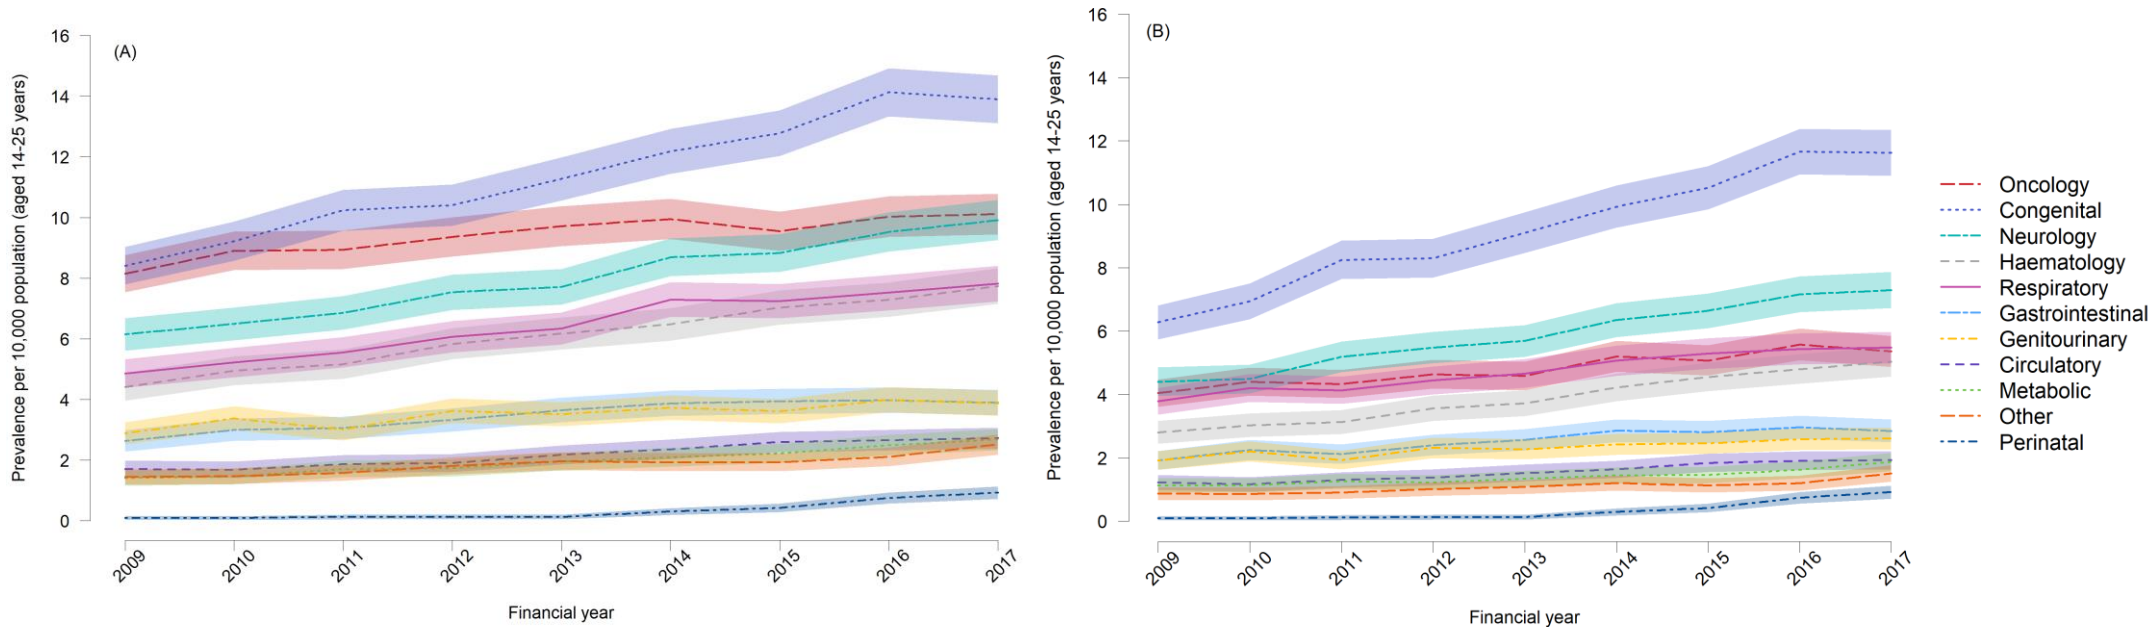 (A)
Prevalence per 10,000 population (aged 14-25 years)
16
14
12
10
8
6
4
2
0
2009
2010
2011
2012
2013
2014
2015
2016
2017
Financial year
(B)
Prevalence per 10,000 population (aged 14-25 years)
16
14
12
10
8
6
4
2
0
2009
2010
2011
2012
2013
2014
2015
2016
2017
Financial year
Oncology
Congenital
Neurology
Haematology
Respiratory
Gastrointestinal
Genitourinary
Circulatory
Metabolic
Other
Perinatal